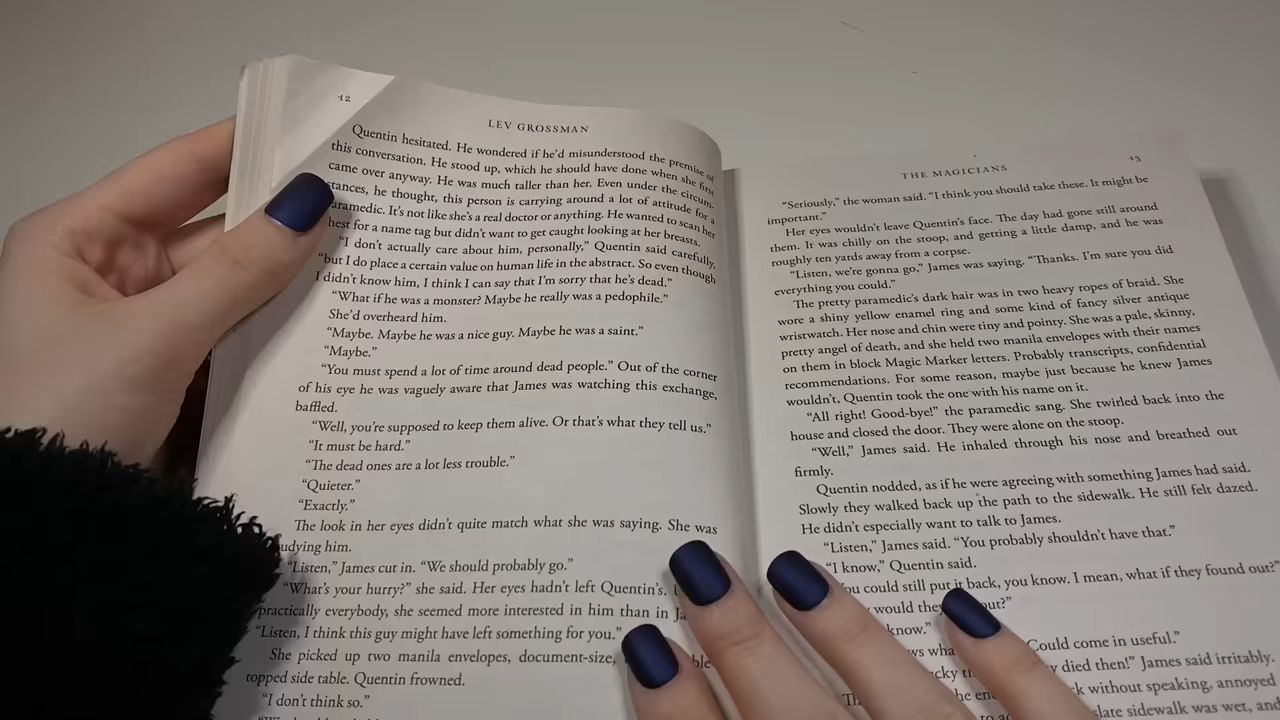 42
LEV GROSSMAN
Quentin hesitated. He wondered if he’d misunderstood the premise of
this conversation. He stood up, which he should have done when she first
came over anyway. He was much taller than her. Even under the circum-
stances, he thought, this person is carrying around a lot of attitude for a
paramedic. It’s not like she’s a real doctor or anything. He wanted to scan her
chest for a name tag but didn’t want to get caught looking at her breasts.
“I don’t actually care about him, personally,” Quentin said carefully,
“but I do place a certain value on human life in the abstract. So even though
I didn’t know him, I think I can say that I’m sorry that he’s dead.”
“What if he was a monster? Maybe he really was a pedophile.”
She’d overheard him.
“Maybe. Maybe he was a nice guy. Maybe he was a saint.”
“Maybe.”
“You must spend a lot of time around dead people.” Out of the corner
of his eye he was vaguely aware that James was watching this exchange,
baffled.
“Well, you’re supposed to keep them alive. Or that’s what they tell us.”
“It must be hard.”
“The dead ones are a lot less trouble.”
“Quieter.”
“Exactly.”
The look in her eyes didn’t quite match what she was saying. She was
studying him.
“Listen,” James cut in. “We should probably go.”
“What’s your hurry?” she said. Her eyes hadn’t left Quentin’s.
practically everybody, she seemed more interested in him than in
“Listen, I think this guy might have left something for you.”
She picked up two manila envelopes, document-size,
topped side table. Quentin frowned.
“I don’t think so.”
THE MAGICIANS
43
“Seriously,” the woman said. “I think you should take these. It might be
important.”
Her eyes wouldn’t leave Quentin’s face. The day had gone still around
them. It was chilly on the stoop, and getting a little damp, and he was
roughly ten yards away from a corpse.
“Listen, we’re gonna go,” James was saying. “Thanks. I’m sure you did
everything you could.”
The pretty paramedic’s dark hair was in two heavy ropes of braid. She
wore a shiny yellow enamel ring and some kind of fancy silver antique
wristwatch. Her nose and chin were tiny and pointy. She was a pale, skinny,
pretty angel of death, and she held two manila envelopes with their names
on them in block Magic Marker letters. Probably transcripts, confidential
recommendations. For some reason, maybe just because he knew James
wouldn’t, Quentin took the one with his name on it.
“All right! Good-bye!” the paramedic sang. She twirled back into the
house and closed the door. They were alone on the stoop.
“Well,” James said. He inhaled through his nose and breathed out
firmly.
Quentin nodded, as if he were agreeing with something James had said.
Slowly they walked back up the path to the sidewalk. He still felt dazed.
He didn’t especially want to talk to James.
“Listen,” James said. “You probably shouldn’t have that.”
“I know,” Quentin said.
“You could still put it back, you know. I mean, what if they found out?”
would they out?”
know.”
Could come in useful.”
died then!” James said irritably.
without speaking, annoyed
slate sidewalk was wet, and